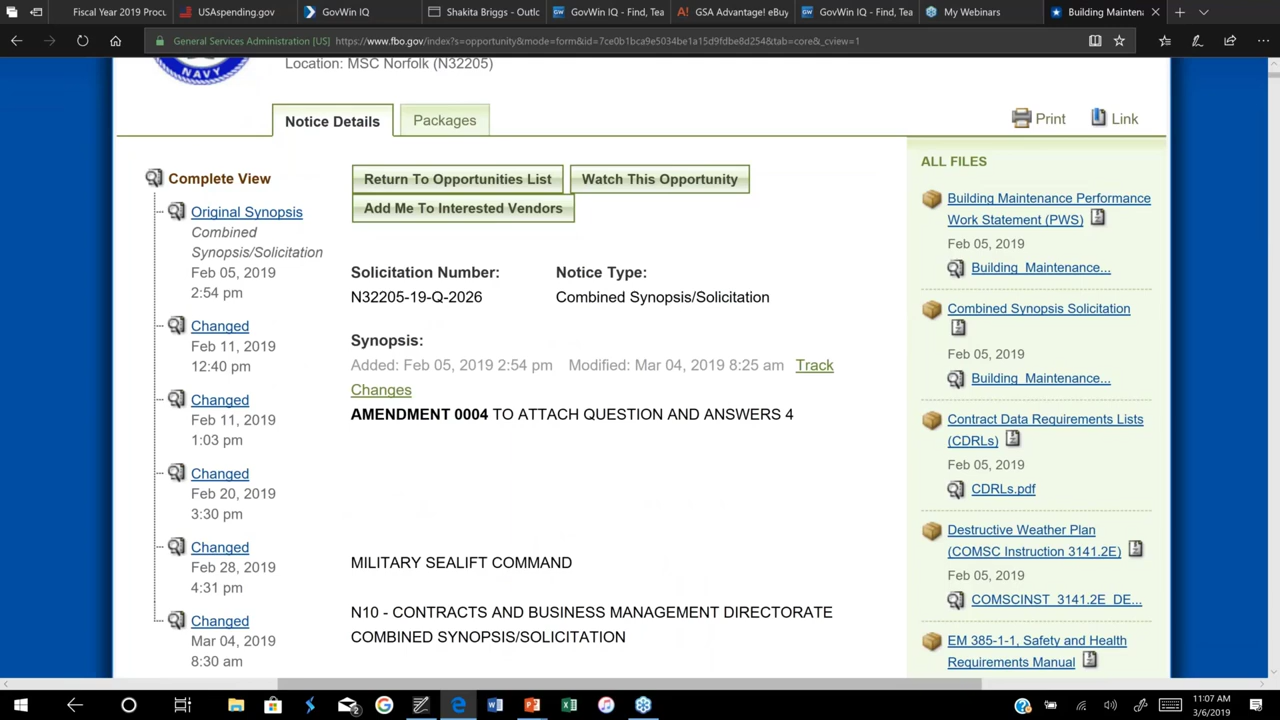 Fiscal Year 2019 Procu
USAspending.gov
GovWin IQ
Shakita Briggs - Outlo
GovWin IQ - Find, Tea
GSA Advantage! eBuy
GovWin IQ - Find, Tea
My Webinars
Building Mainten
General Services Administration [US]
https://www.fbo.gov/index?s=opportunity&mode=form&id=7ce0b1bca9e5034be1a15d9fdbe8d254&tab=core&_cview=1
NAVY
Location: MSC Norfolk (N32205)
Notice Details
Packages
Print
Link
Complete View
Original Synopsis
Combined
Synopsis/Solicitation
Feb 05, 2019
2:54 pm
Changed
Feb 11, 2019
12:40 pm
Changed
Feb 11, 2019
1:03 pm
Changed
Feb 20, 2019
3:30 pm
Changed
Feb 28, 2019
4:31 pm
Changed
Mar 04, 2019
8:30 am
Return To Opportunities List
Watch This Opportunity
Add Me To Interested Vendors
Solicitation Number:
N32205-19-Q-2026
Notice Type:
Combined Synopsis/Solicitation
Synopsis:
Added: Feb 05, 2019 2:54 pm Modified: Mar 04, 2019 8:25 am Track
Changes
AMENDMENT 0004 TO ATTACH QUESTION AND ANSWERS 4
MILITARY SEALIFT COMMAND
N10 - CONTRACTS AND BUSINESS MANAGEMENT DIRECTORATE
COMBINED SYNOPSIS/SOLICITATION
ALL FILES
Building Maintenance Performance
Work Statement (PWS)
Feb 05, 2019
Building_Maintenance...
Combined Synopsis Solicitation
Feb 05, 2019
Building_Maintenance...
Contract Data Requirements Lists
(CDRLs)
Feb 05, 2019
CDRLs.pdf
Destructive Weather Plan
(COMSC Instruction 3141.2E)
Feb 05, 2019
COMSCINST_3141.2E_DE...
EM 385-1-1, Safety and Health
Requirements Manual
11:07 AM
3/6/2019